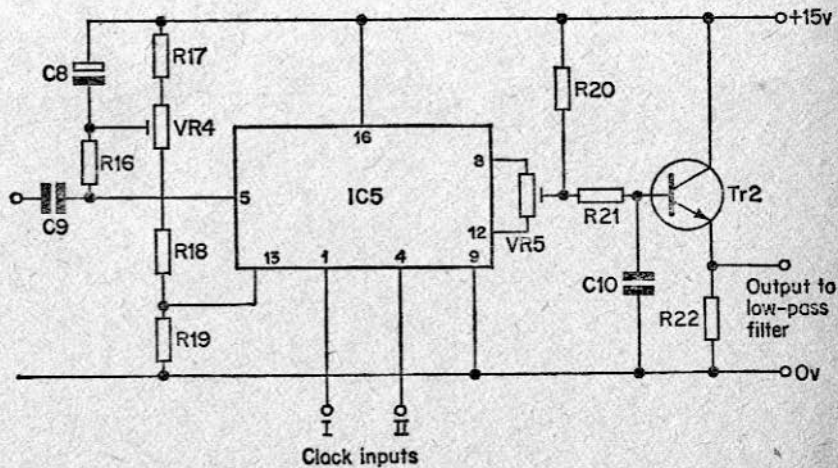 +15v
C8
R17
R20
VR4
16
R16
8
IC5
5
R21
Tr2
C9
12
VR5
R18
13
1
4
9
C10
Output to
low-pass
filter
R22
R19
0v
I
II
Clock inputs